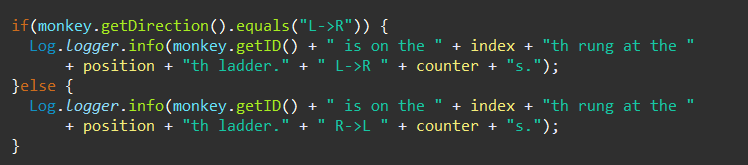 if(monkey.getDirection().equals("L->R")) {
Log.logger.info(monkey.getID() + " is on the " + index + "th rung at the "
+ position + "th ladder." + " L->R " + counter + "s.");
}else {
Log.logger.info(monkey.getID() + " is on the " + index + "th rung at the "
+ position + "th ladder." + " R->L " + counter + "s.");
}